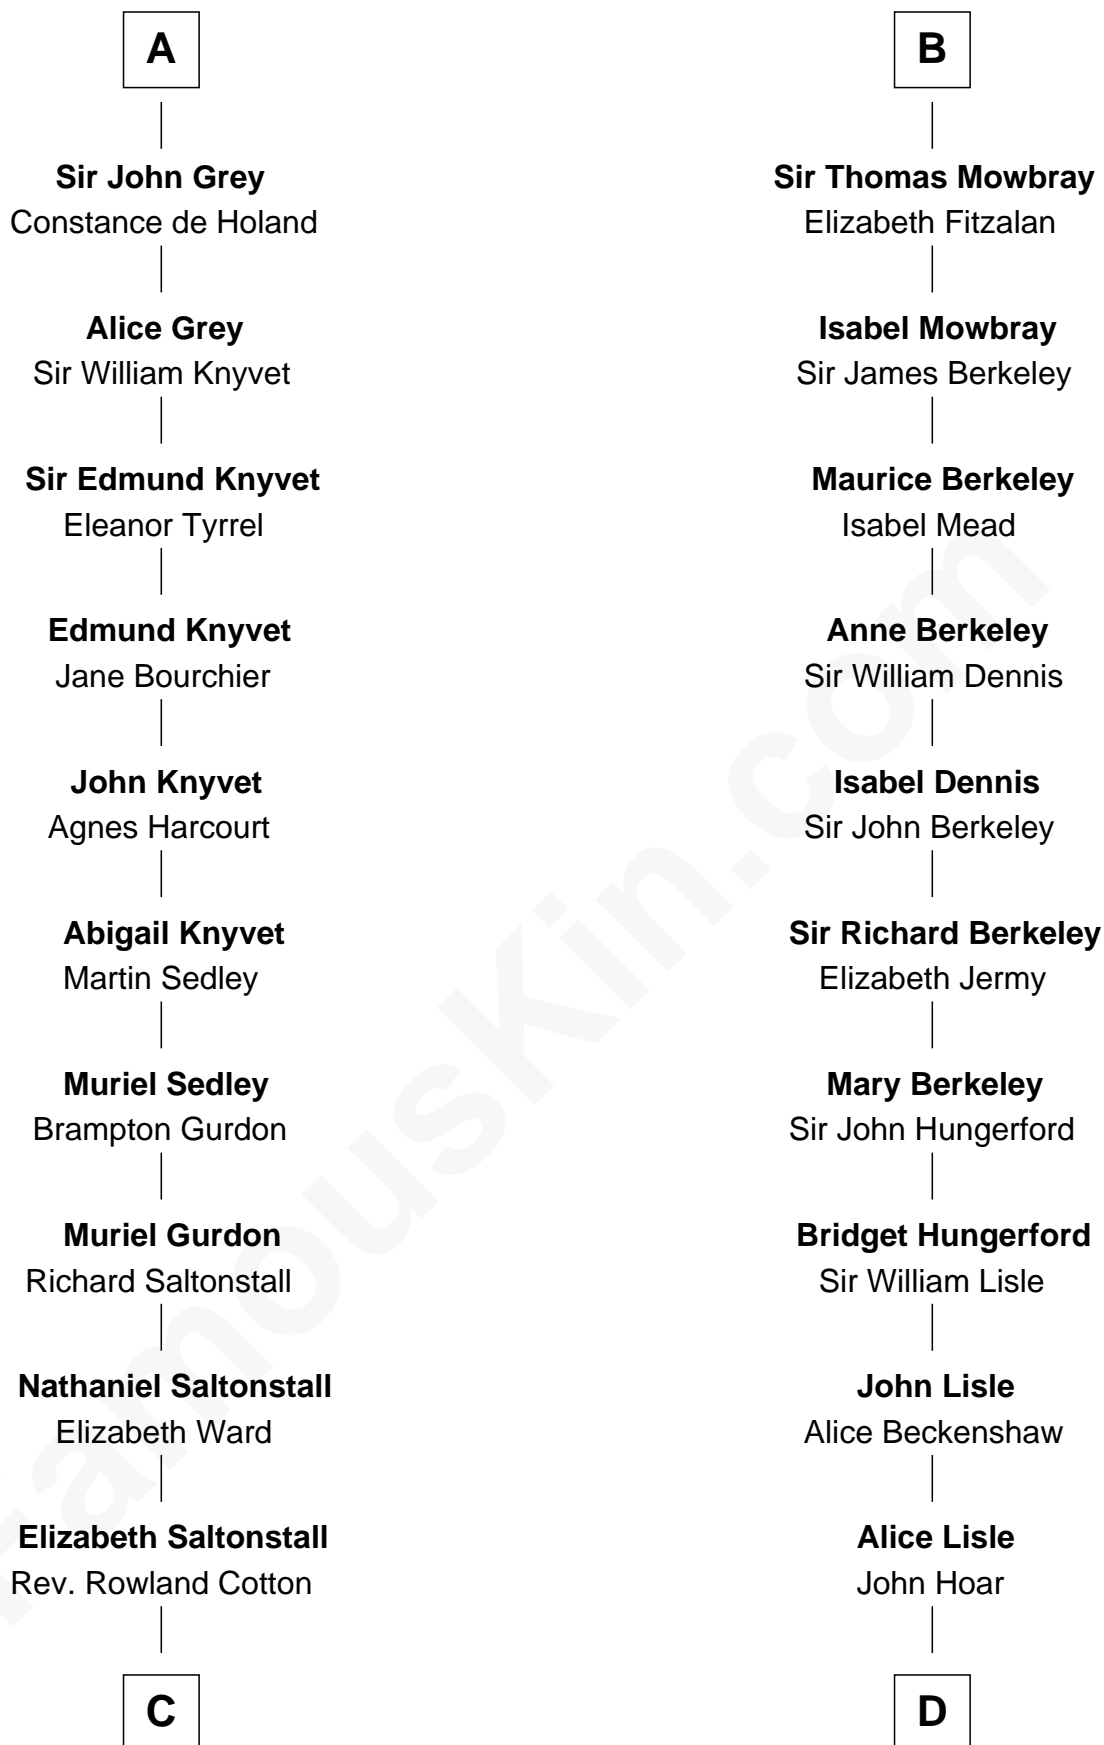 A
Sir John Grey
Constance de Holand
Alice Grey
Sir William Knyvet
Sir Edmund Knyvet
Eleanor Tyrrel
Edmund Knyvet
Jane Bourchier
John Knyvet
Agnes Harcourt
Abigail Knyvet
Martin Sedley
Muriel Sedley
Brampton Gurdon
Muriel Gurdon
Richard Saltonstall
Nathaniel Saltonstall
Elizabeth Ward
Elizabeth Saltonstall
Rev. Rowland Cotton
C
B
Sir Thomas Mowbray
Elizabeth Fitzalan
Isabel Mowbray
Sir James Berkeley
Maurice Berkeley
Isabel Mead
Anne Berkeley
Sir William Dennis
Isabel Dennis
Sir John Berkeley
Sir Richard Berkeley
Elizabeth Jermy
Mary Berkeley
Sir John Hungerford
Bridget Hungerford
Sir William Lisle
John Lisle
Alice Beckenshaw
Alice Lisle
John Hoar
D
FamousKin.com